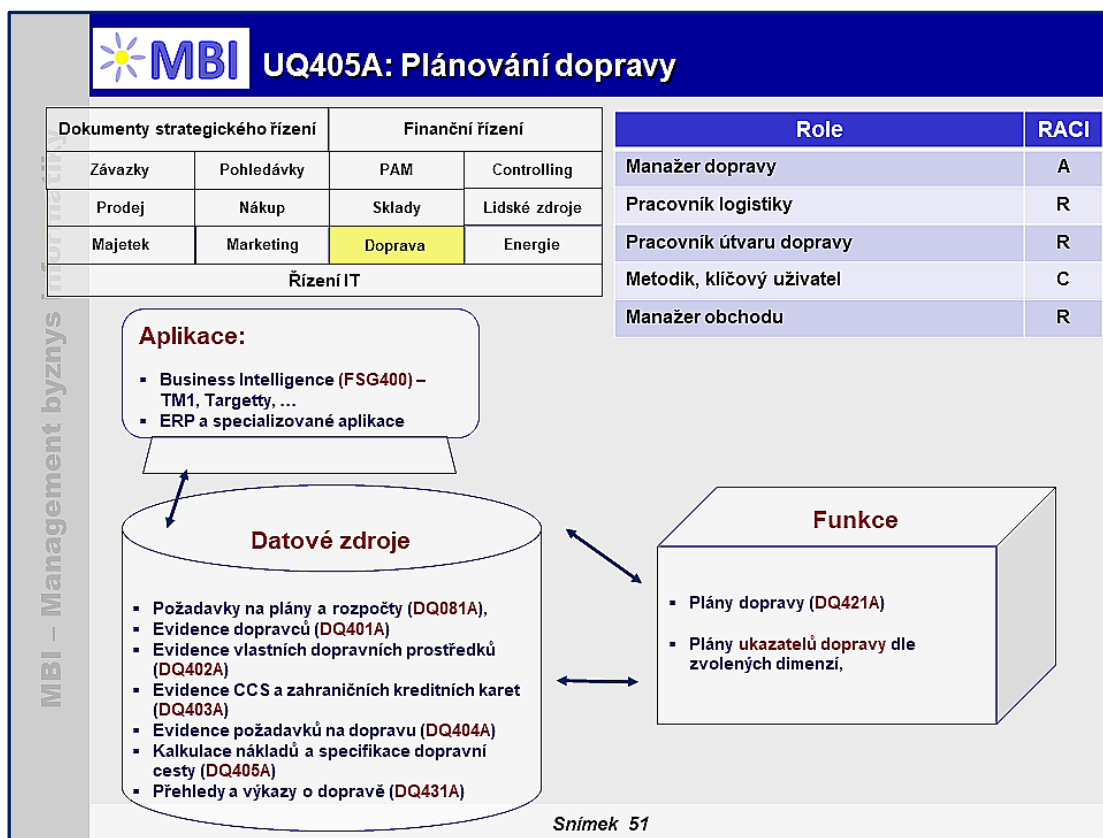 MBI
UQ405A: Plánování dopravy
MBI – Management byznys informatiky
Dokumenty strategického řízení Finanční řízení
Závazky Pohledávky PAM Controlling
Prodej Nákup Sklady Lidské zdroje
Majetek Marketing Doprava Energie
Řízení IT
Role RACI
Manažer dopravy A
Pracovník logistiky R
Pracovník útvaru dopravy R
Metodik, klíčový uživatel C
Manažer obchodu R
Aplikace:
▪ Business Intelligence (FSG400) –
TM1, Targetty, …
▪ ERP a specializované aplikace
Datové zdroje
▪ Požadavky na plány a rozpočty (DQ081A),
▪ Evidence dopravců (DQ401A)
▪ Evidence vlastních dopravních prostředků
(DQ402A)
▪ Evidence CCS a zahraničních kreditních karet
(DQ403A)
▪ Evidence požadavků na dopravu (DQ404A)
▪ Kalkulace nákladů a specifikace dopravní
cesty (DQ405A)
▪ Přehledy a výkazy o dopravě (DQ431A)
Funkce
▪ Plány dopravy (DQ421A)
▪ Plány ukazatelů dopravy dle
zvolených dimenzí,
Snímek 51